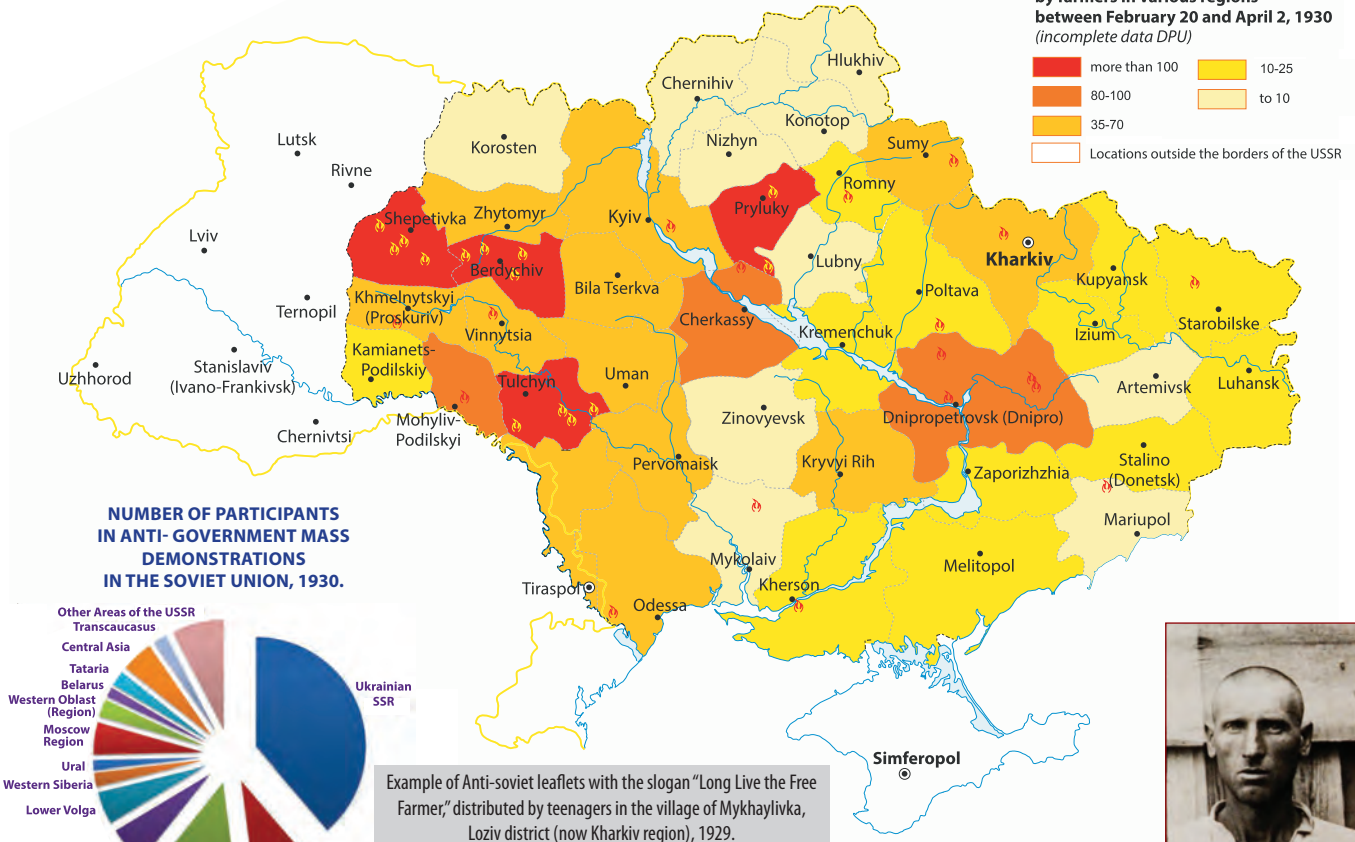 by farmers in various regions
between February 20 and April 2, 1930
(incomplete data DPU)
more than 100
10-25
80-100
to 10
35-70
Locations outside the borders of the USSR
Hlukhiv
Chernihiv
Konotop
Nizhyn
Korosten
Sumy
Lutsk
Rivne
Romny
Pryluky
Shepetivka
Zhytomyr
Kyiv
Lviv
Kharkiv
Lubny
Berdychiv
Kupyansk
Bila Tserkva
Poltava
Khmelnytskyi
(Proskuriv)
Ternopil
Cherkassy
Starobilske
Vinnytsia
Kremenchuk
Izium
Kamianets-
Podilskiy
Stanislaviv
(Ivano-Frankivsk)
Uzhhorod
Tulchyn
Uman
Artemivsk
Luhansk
Mohyliv-
Podilskyi
Zinovyevsk
Dnipropetrovsk (Dnipro)
Chernivtsi
Pervomaisk
Kryvyi Rih
Stalino
(Donetsk)
Zaporizhzhia
Mariupol
Mykolaiv
Melitopol
Kherson
Tiraspol
Odessa
Simferopol
NUMBER OF PARTICIPANTS
IN ANTI- GOVERNMENT MASS
DEMONSTRATIONS
IN THE SOVIET UNION, 1930.
Other Areas of the USSR
Transcaucasus
Central Asia
Tataria
Belarus
Western Oblast
(Region)
Moscow
Region
Ural
Western Siberia
Lower Volga
Ukrainian
SSR
Example of Anti-soviet leaflets with the slogan “Long Live the Free
Farmer,” distributed by teenagers in the village of Mykhaylivka,
Loziv district (now Kharkiv region), 1929.